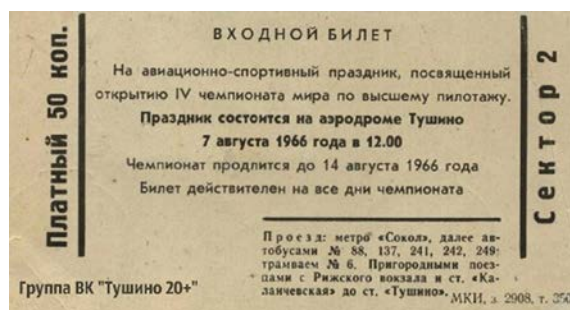 Платный 50 коп.
ВХОДНОЙ БИЛЕТ
На авиационно-спортивный праздник, посвященный
открытию IV чемпионата мира по высшему пилотажу.
Праздник состоится на аэродроме Тушино
7 августа 1966 года в 12.00
Чемпионат продлится до 14 августа 1966 года
Билет действителен на все дни чемпионата
Проезд: метро «Сокол», далее ав-
тобусами № 88, 137, 241, 242, 249;
трамваем № 6. Пригородными поез-
дами с Рижского вокзала и ст. «Ка-
ланчевская» до ст. «Тушино».
МКИ, з. 2908, т. 350
Сектор 2
Группа ВК "Тушино 20+"